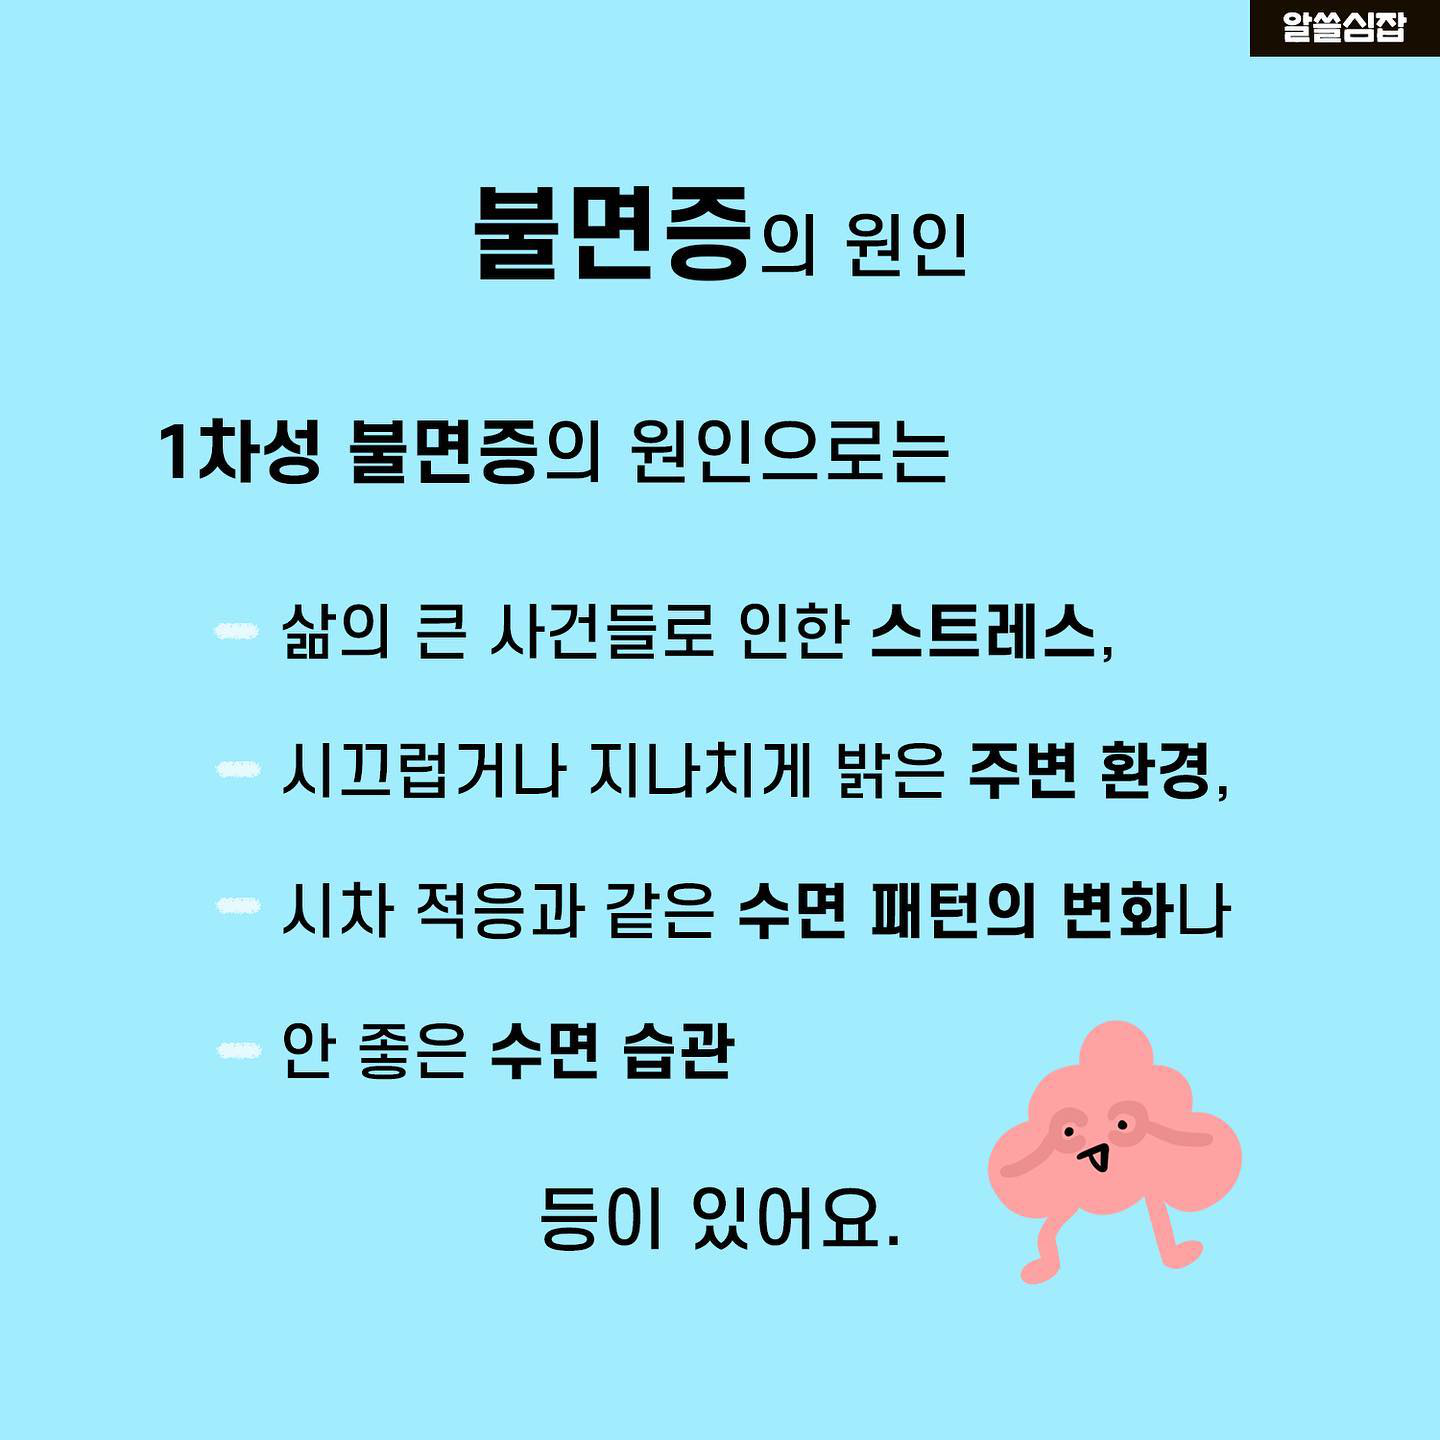 알쓸심잡
불면증의 원인
1차성 불면증의 원인으로는
삶의 큰 사건들로 인한 스트레스,
시끄럽거나 지나치게 밝은 주변 환경,
시차 적응과 같은 수면 패턴의 변화나
안 좋은 수면 습관
등이 있어요.